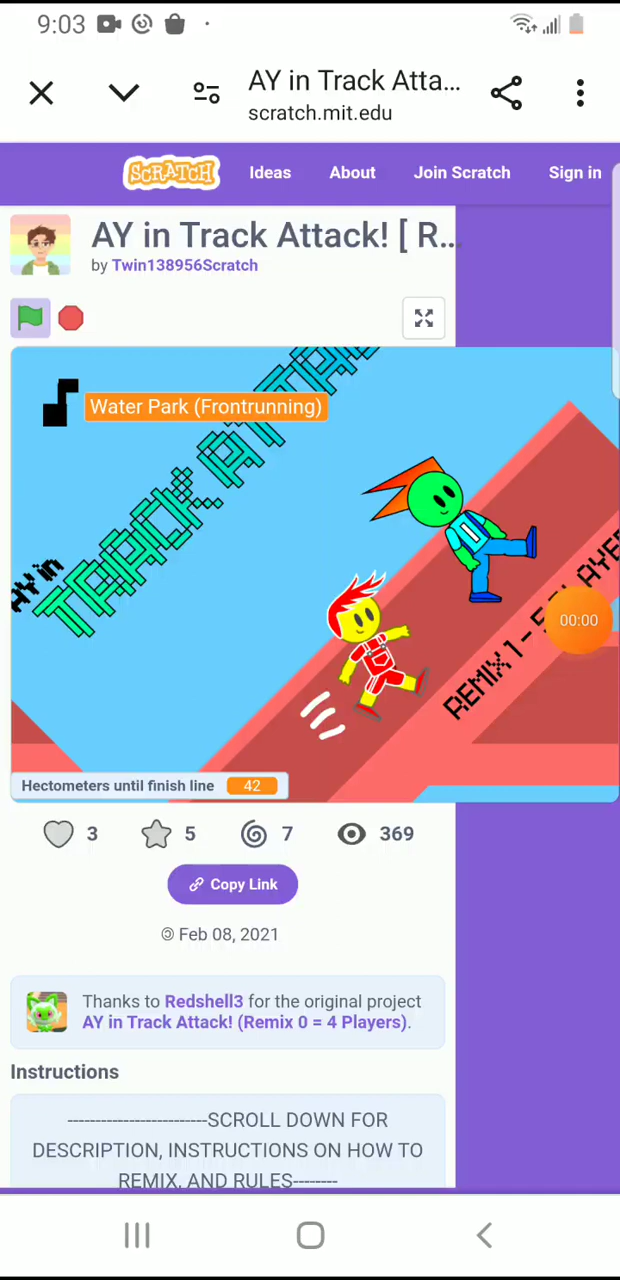 9:03
AY in Track Atta...
scratch.mit.edu
SCRATCH
Ideas
About
Join Scratch
Sign in
AY in Track Attack! [ R...
by Twin138956Scratch
Water Park (Frontrunning)
AY in
TRACK
REMIX 1 - 5
00:00
Hectometers until finish line 42
3
5
7
369
Copy Link
Feb 08, 2021
Thanks to Redshell3 for the original project
AY in Track Attack! (Remix 0 = 4 Players).
Instructions
-------------------------SCROLL DOWN FOR
DESCRIPTION, INSTRUCTIONS ON HOW TO
REMIX, AND RULES--------